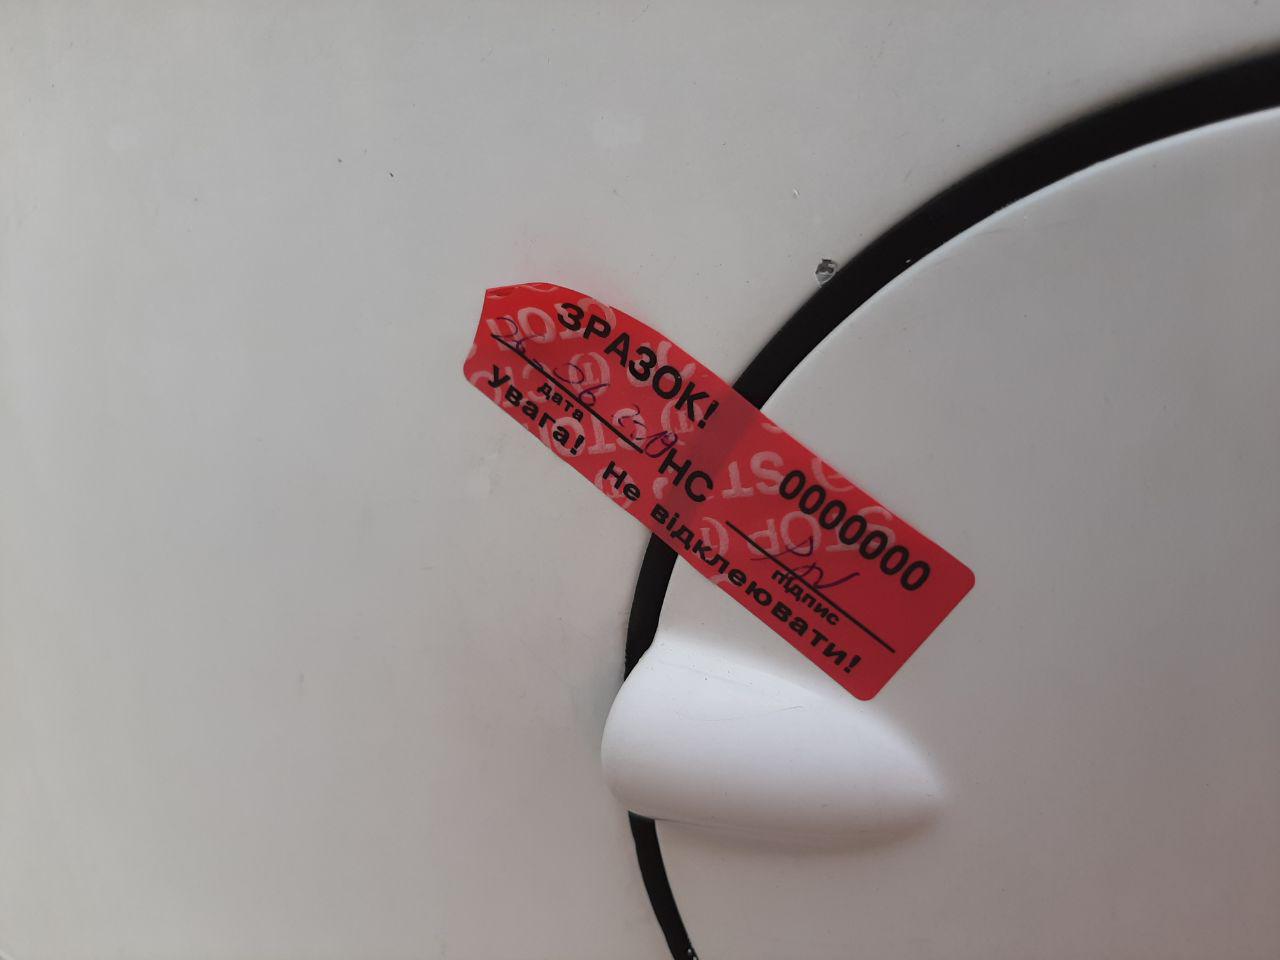 ЗРАЗОК!
дата
НС 0000000
підпис
Увага! Не відклеювати!